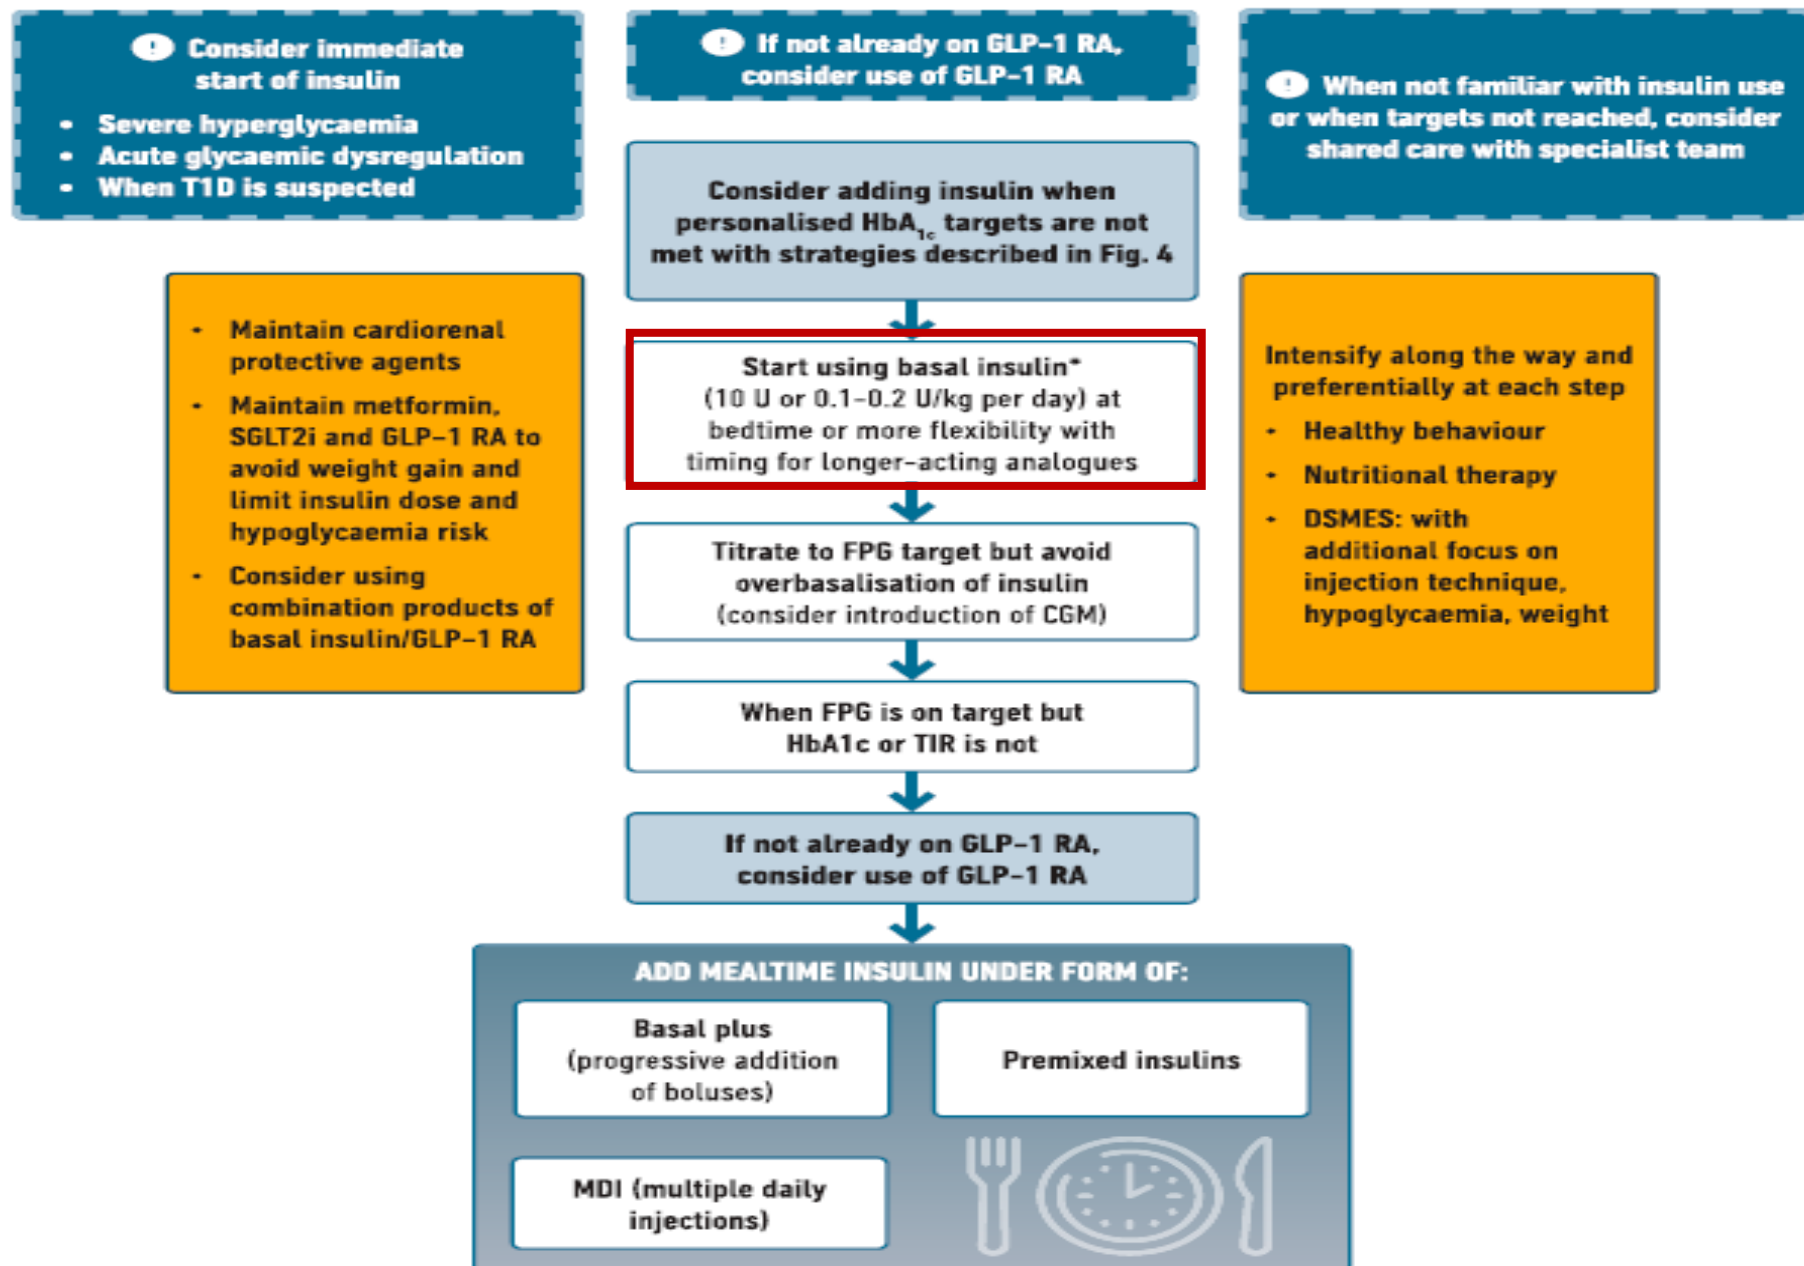 ! Consider immediate
start of insulin
• Severe hyperglycaemia
• Acute glycaemic dysregulation
• When T1D is suspected
! If not already on GLP-1 RA,
consider use of GLP-1 RA
! When not familiar with insulin use
or when targets not reached, consider
shared care with specialist team
Consider adding insulin when
personalised HbA1c targets are not
met with strategies described in Fig. 4
• Maintain cardiorenal
protective agents
• Maintain metformin,
SGLT2i and GLP-1 RA to
avoid weight gain and
limit insulin dose and
hypoglycaemia risk
• Consider using
combination products of
basal insulin/GLP-1 RA
Start using basal insulin*
(10 U or 0.1-0.2 U/kg per day) at
bedtime or more flexibility with
timing for longer-acting analogues
Intensify along the way and
preferentially at each step
• Healthy behaviour
• Nutritional therapy
• DSMES: with
additional focus on
injection technique,
hypoglycaemia, weight
Titrate to FPG target but avoid
overbasalisation of insulin
(consider introduction of CGM)
When FPG is on target but
HbA1c or TIR is not
If not already on GLP-1 RA,
consider use of GLP-1 RA
ADD MEALTIME INSULIN UNDER FORM OF:
Basal plus
(progressive addition
of boluses)
Premixed insulins
MDI (multiple daily
injections)